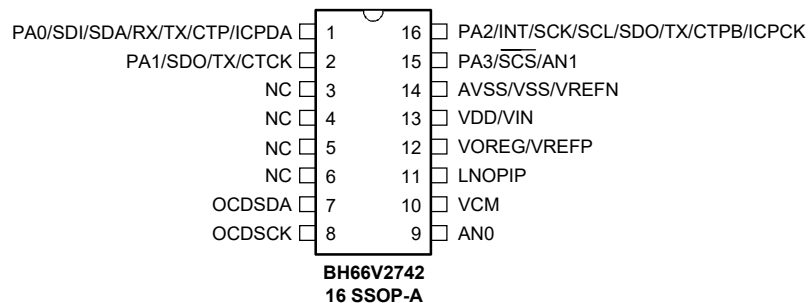 PA0/SDI/SDA/RX/TX/CTP/ICPDA 1 16 PA2/INT/SCK/SCL/SDO/TX/CTPB/ICPCK
PA1/SDO/TX/CTCK 2 15 PA3/SCS/AN1
NC 3 14 AVSS/VSS/VREFN
NC 4 13 VDD/VIN
NC 5 12 VOREG/VREFP
NC 6 11 LNOPIP
OCDSDA 7 10 VCM
OCDSCK 8 9 AN0
BH66V2742
16 SSOP-A